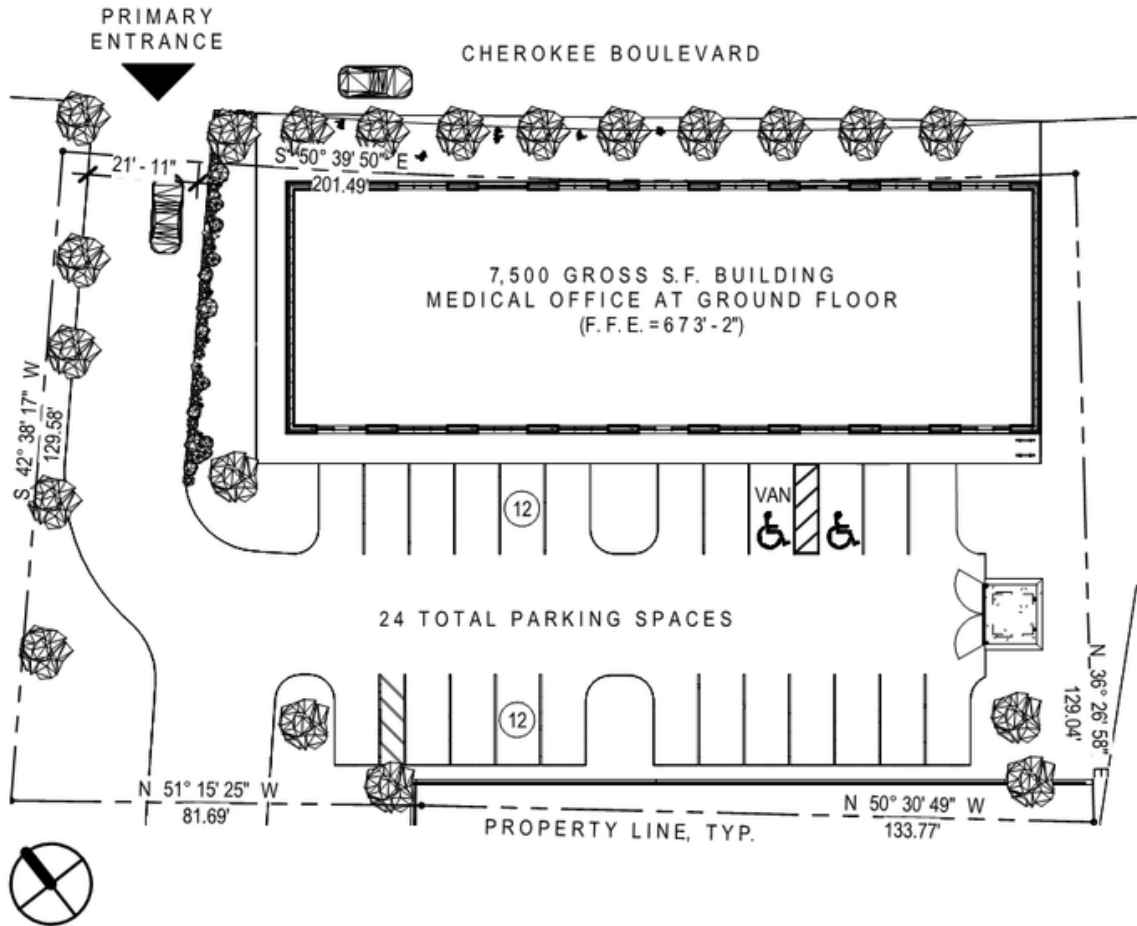 PRIMARY
ENTRANCE
CHEROKEE BOULEVARD
21' - 11"
S 50° 39' 50" E
201.49'
7,500 GROSS S.F. BUILDING
MEDICAL OFFICE AT GROUND FLOOR
(F.F.E. = 673'-2")
S 42° 38' 17" W
129.58'
12
VAN
24 TOTAL PARKING SPACES
N 36° 26' 58" E
129.04'
12
N 51° 15' 25" W
81.69'
N 50° 30' 49" W
133.77'
PROPERTY LINE, TYP.